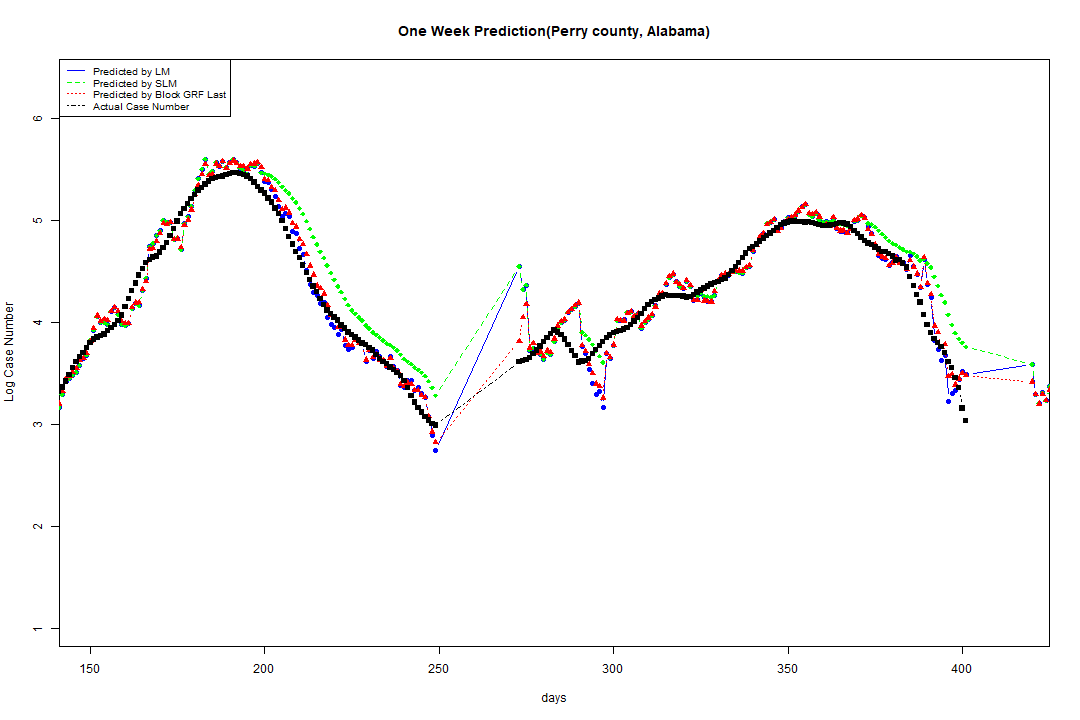 One Week Prediction(Perry county, Alabama)
Predicted by LM
Predicted by SLM
Predicted by Block GRF Last
Actual Case Number
6
5
4
3
2
1
Log Case Number
150 200 250 300 350 400
days